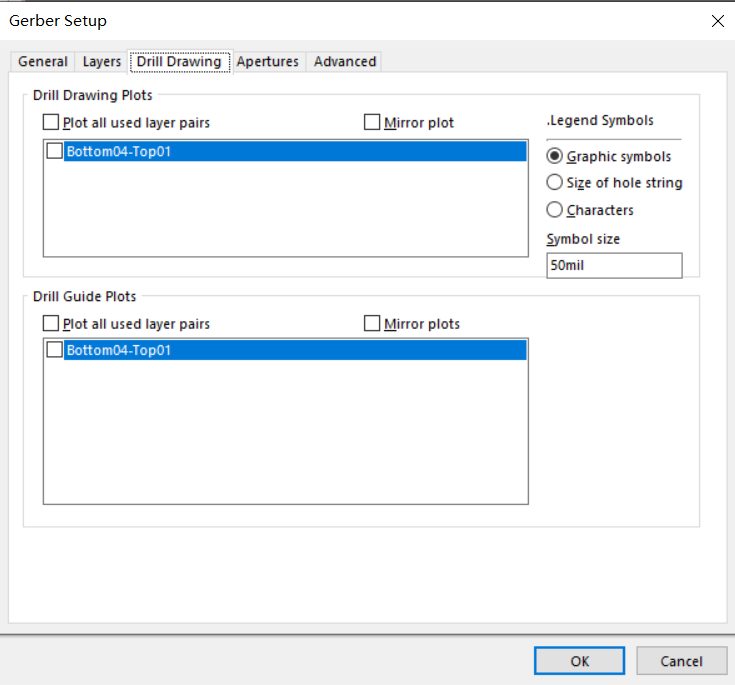 Gerber Setup
General Layers Drill Drawing Apertures Advanced
Drill Drawing Plots
Plot all used layer pairs
Mirror plot
Bottom04-Top01
.Legend Symbols
Graphic symbols
Size of hole string
Characters
Symbol size
50mil
Drill Guide Plots
Plot all used layer pairs
Mirror plots
Bottom04-Top01
OK Cancel